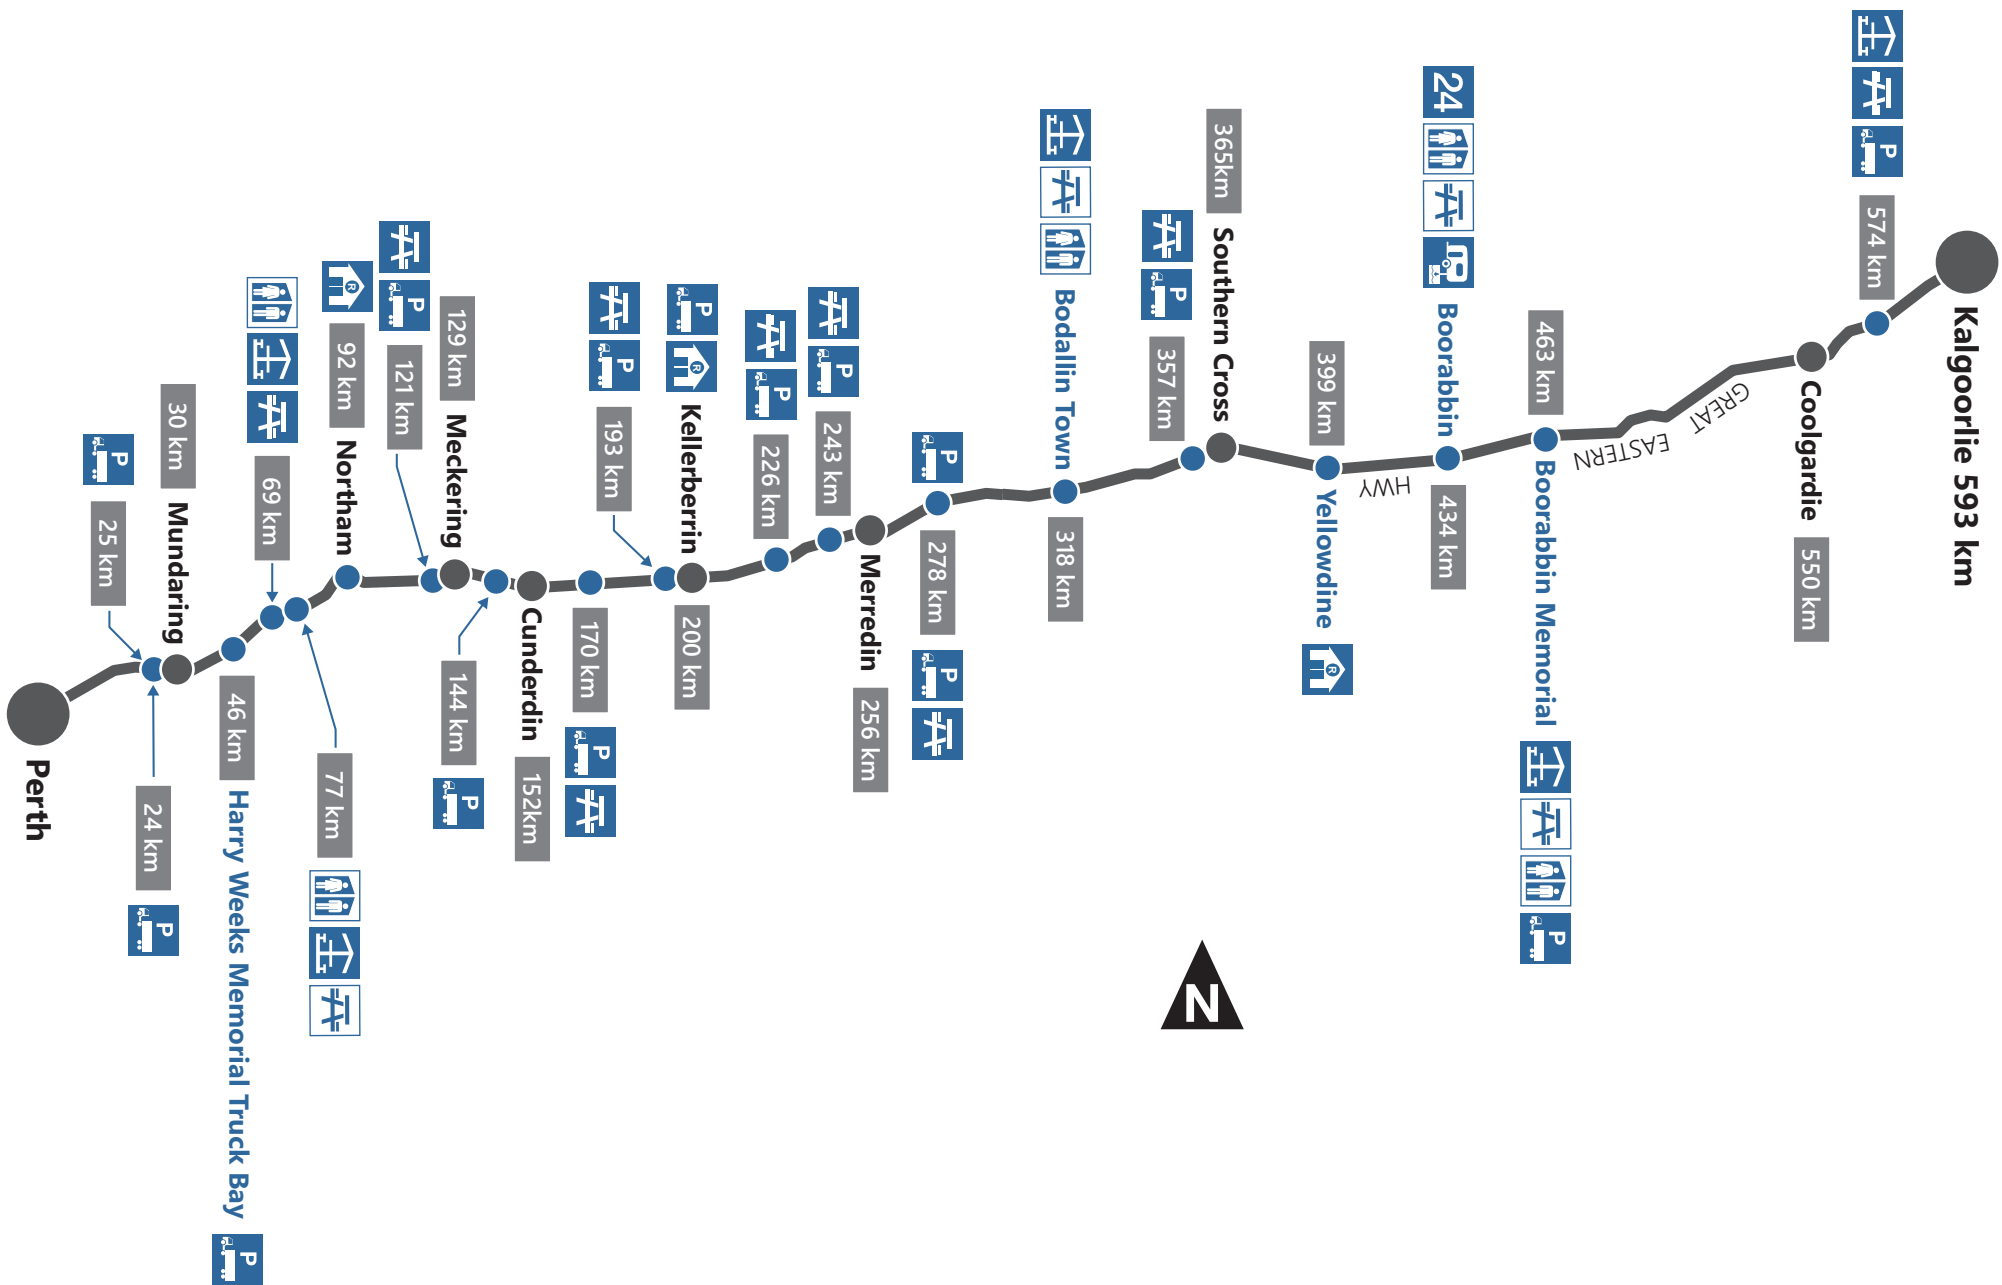 Perth
24 km
P
25 km
P
30 km
Mundaring
46 km
Harry Weeks Memorial Truck Bay
P
69 km
77 km
R
92 km
Northam
P
121 km
129 km
Meckering
144 km
P
Cunderdin
152km
170 km
P
P
193 km
P
R
Kellerberrin
200 km
P
226 km
P
243 km
Merredin
256 km
P
278 km
P
Bodallin Town
318 km
P
357 km
365km
Southern Cross
399 km
Yellowdine
R
24
Boorabbin
434 km
463 km
Boorabbin Memorial
P
GREAT
EASTERN
HWY
Coolgardie
550 km
P
574 km
Kalgoorlie 593 km
N